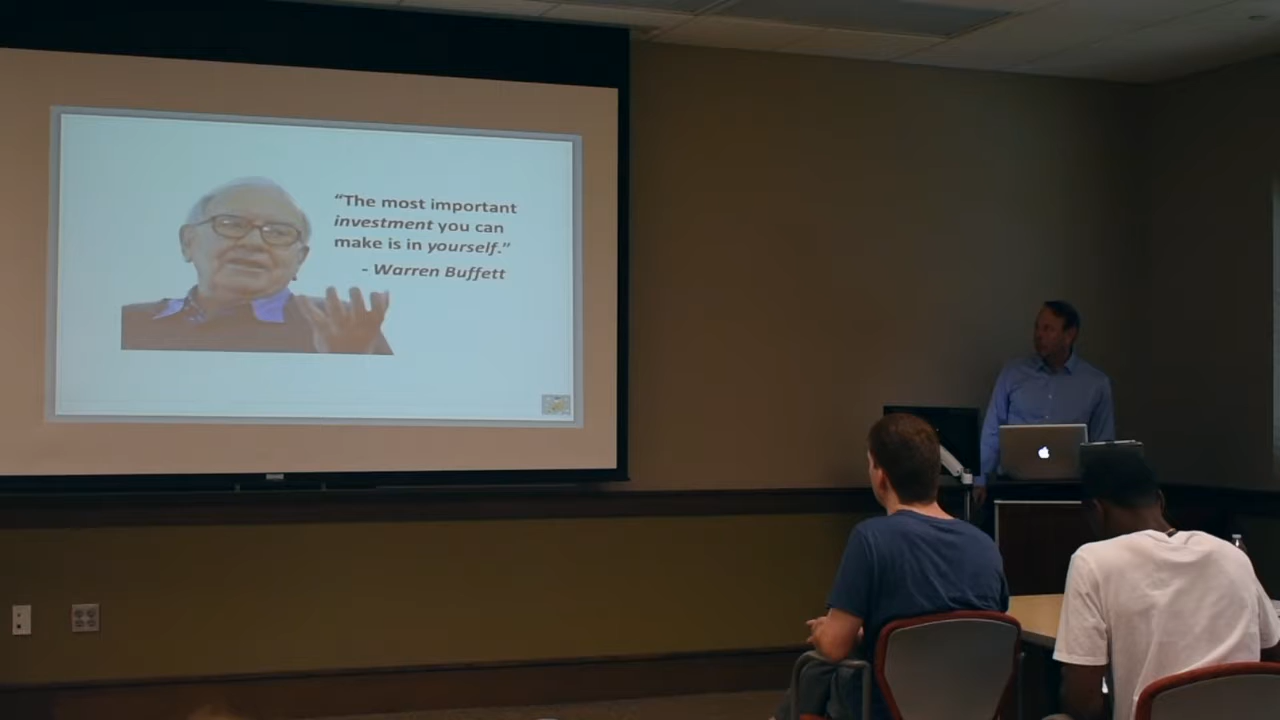 “The most important
investment you can
make is in yourself.”
- Warren Buffett